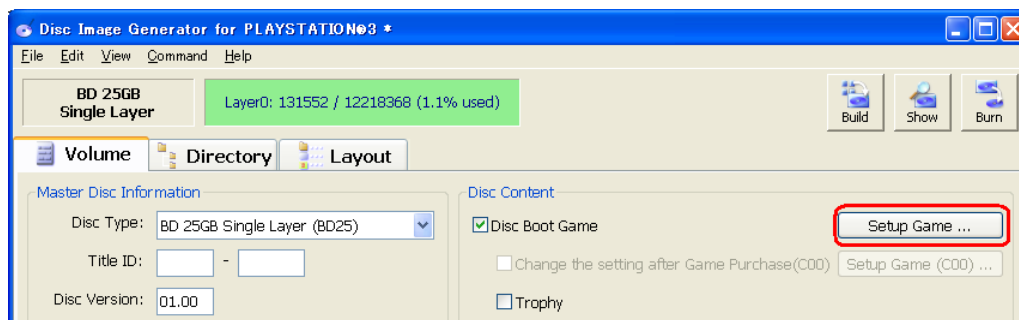 Disc Image Generator for PLAYSTATION®3 *
File Edit View Command Help
BD 25GB
Single Layer
Layer0: 131552 / 12218368 (1.1% used)
Build Show Burn
Volume Directory Layout
Master Disc Information
Disc Type: BD 25GB Single Layer (BD25)
Title ID: -
Disc Version: 01.00
Disc Content
Disc Boot Game Setup Game ...
Change the setting after Game Purchase(C00) Setup Game (C00) ...
Trophy